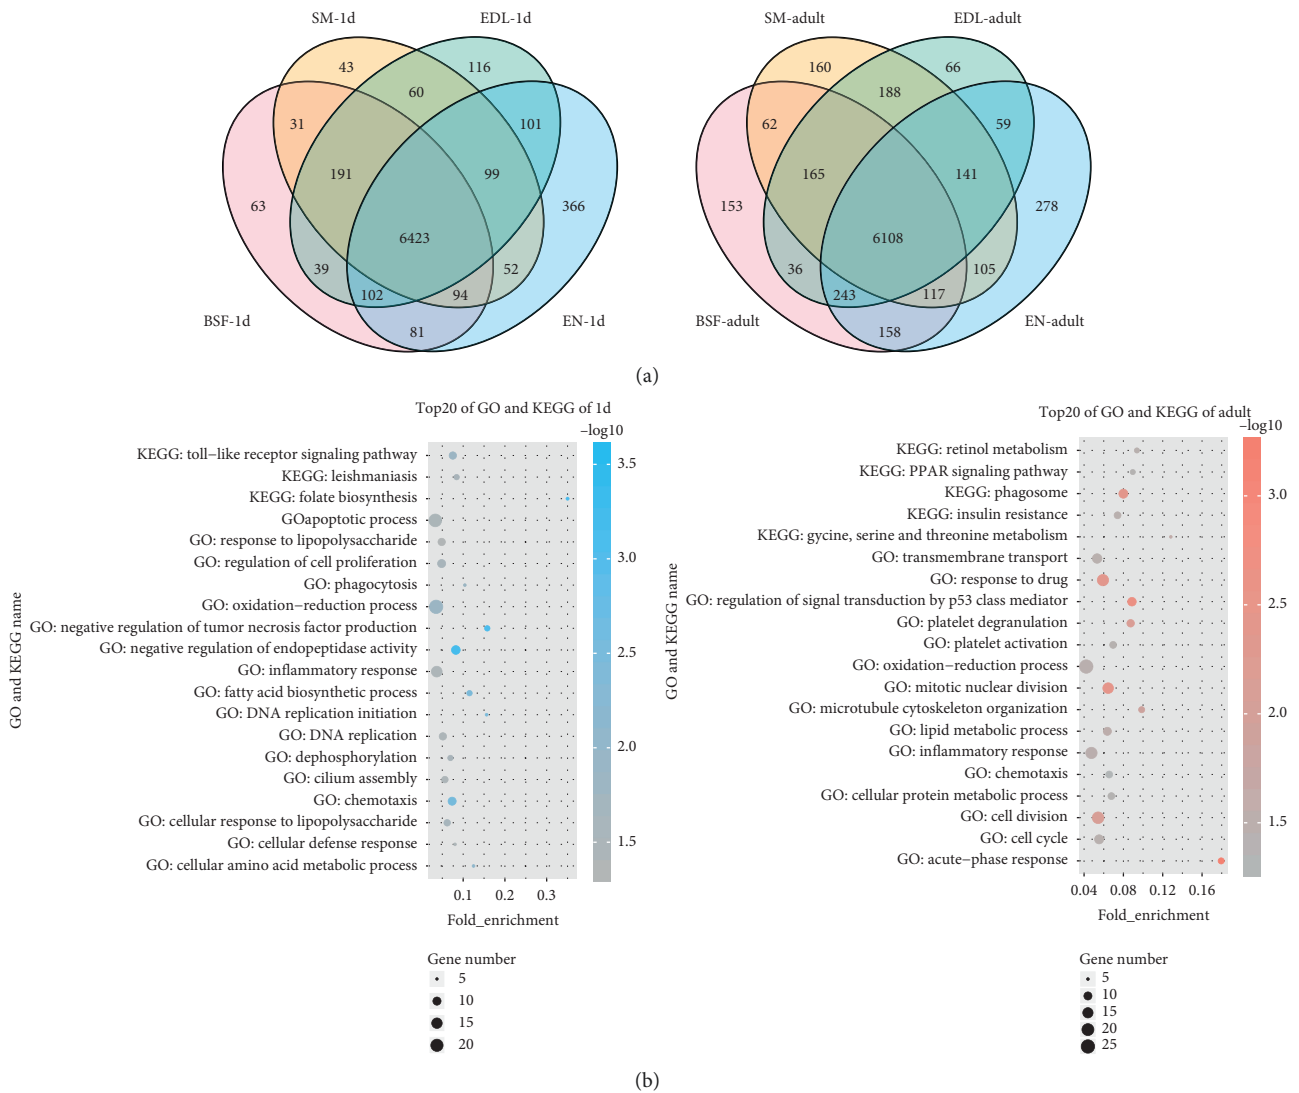 SM-1d
EDL-1d
43
116
60
31
101
191
99
63
366
6423
39
52
102
94
81
BSF-1d
EN-1d
SM-adult
EDL-adult
160
66
188
62
59
165
141
153
278
6108
36
105
243
117
158
BSF-adult
EN-adult
(a)
Top20 of GO and KEGG of 1d
−log10
GO and KEGG name
KEGG: toll−like receptor signaling pathway
KEGG: leishmaniasis
KEGG: folate biosynthesis
GOapoptotic process
GO: response to lipopolysaccharide
GO: regulation of cell proliferation
GO: phagocytosis
GO: oxidation−reduction process
GO: negative regulation of tumor necrosis factor production
GO: negative regulation of endopeptidase activity
GO: inflammatory response
GO: fatty acid biosynthetic process
GO: DNA replication initiation
GO: DNA replication
GO: dephosphorylation
GO: cilium assembly
GO: chemotaxis
GO: cellular response to lipopolysaccharide
GO: cellular defense response
GO: cellular amino acid metabolic process
3.5
3.0
2.5
2.0
1.5
0.1 0.2 0.3
Fold_enrichment
Gene number
5
10
15
20
Top20 of GO and KEGG of adult
−log10
GO and KEGG name
KEGG: retinol metabolism
KEGG: PPAR signaling pathway
KEGG: phagosome
KEGG: insulin resistance
KEGG: gycine, serine and threonine metabolism
GO: transmembrane transport
GO: response to drug
GO: regulation of signal transduction by p53 class mediator
GO: platelet degranulation
GO: platelet activation
GO: oxidation−reduction process
GO: mitotic nuclear division
GO: microtubule cytoskeleton organization
GO: lipid metabolic process
GO: inflammatory response
GO: chemotaxis
GO: cellular protein metabolic process
GO: cell division
GO: cell cycle
GO: acute−phase response
3.0
2.5
2.0
1.5
0.04 0.08 0.12 0.16
Fold_enrichment
Gene number
5
10
15
20
25
(b)